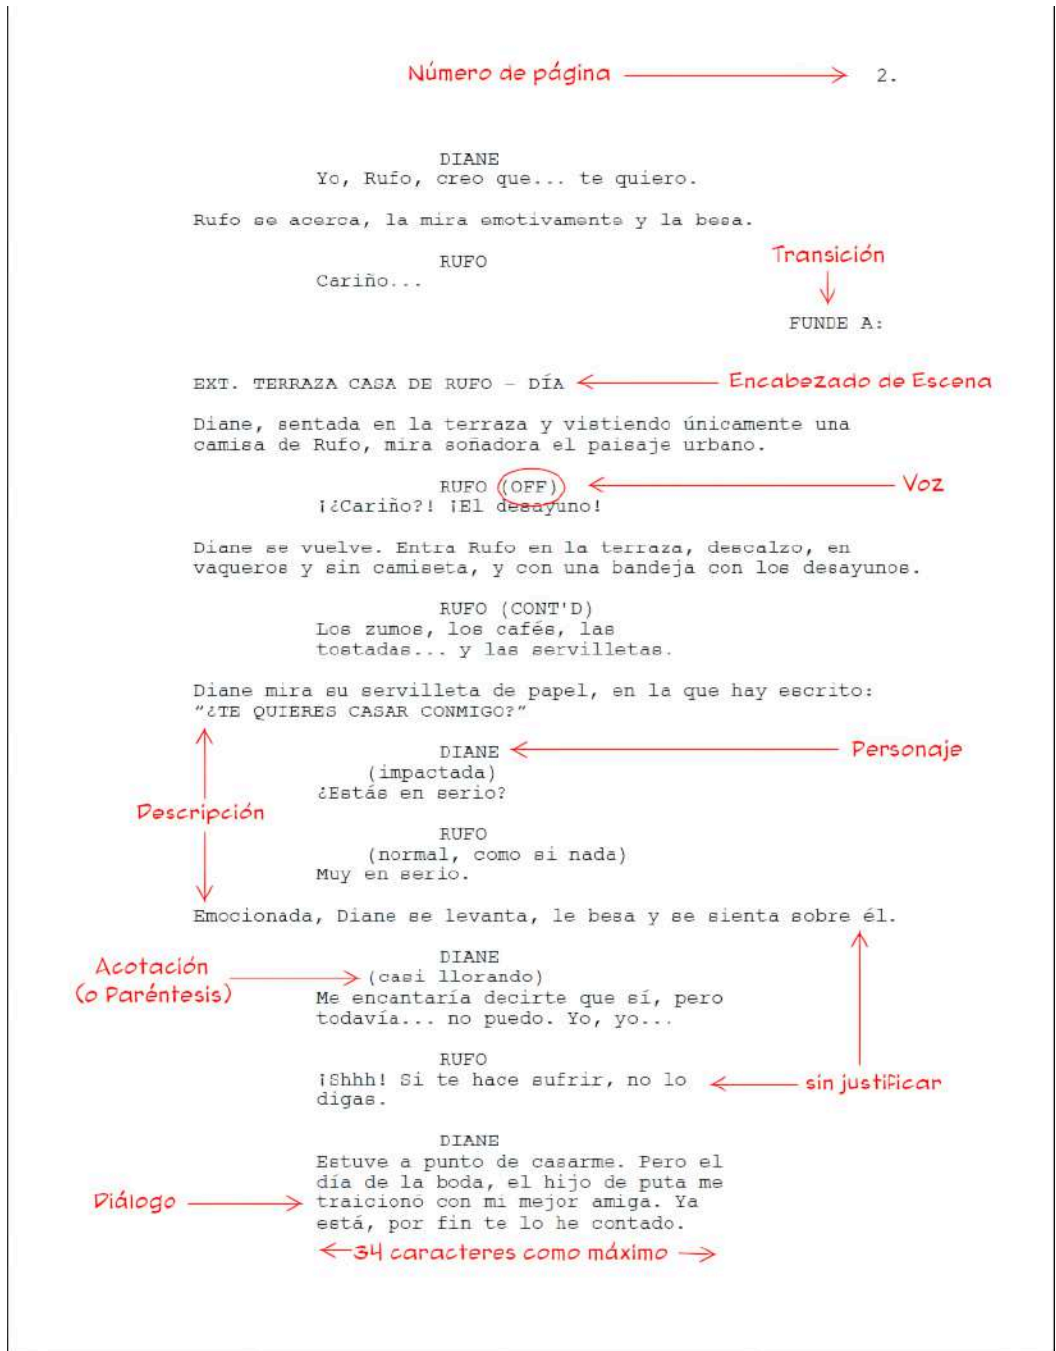 Número de página 2.
DIANE
Yo, Rufo, creo que... te quiero.
Rufo se acerca, la mira emotivamente y la besa.
RUFO
Transición
Cariño...
FUNDE A:
EXT. TERRAZA CASA DE RUFO - DÍA Encabezado de Escena
Diane, sentada en la terraza y vistiendo únicamente una
camisa de Rufo, mira soñadora el paisaje urbano.
RUFO (OFF) Voz
¡¿Cariño?! ¡El desayuno!
Diane se vuelve. Entra Rufo en la terraza, descalzo, en
vaqueros y sin camiseta, y con una bandeja con los desayunos.
RUFO (CONT'D)
Los zumos, los cafés, las
tostadas... y las servilletas.
Diane mira su servilleta de papel, en la que hay escrito:
"¿TE QUIERES CASAR CONMIGO?"
DIANE Personaje
(impactada)
¿Estás en serio?
Descripción
RUFO
(normal, como si nada)
Muy en serio.
Emocionada, Diane se levanta, le besa y se sienta sobre él.
DIANE
Acotación
(o Paréntesis)
(casi llorando)
Me encantaría decirte que sí, pero
todavía... no puedo. Yo, yo...
RUFO
¡Shhh! Si te hace sufrir, no lo sin justificar
digas.
DIANE
Estuve a punto de casarme. Pero el
día de la boda, el hijo de puta me
Diálogo traicionó con mi mejor amiga. Ya
está, por fin te lo he contado.
34 caracteres como máximo